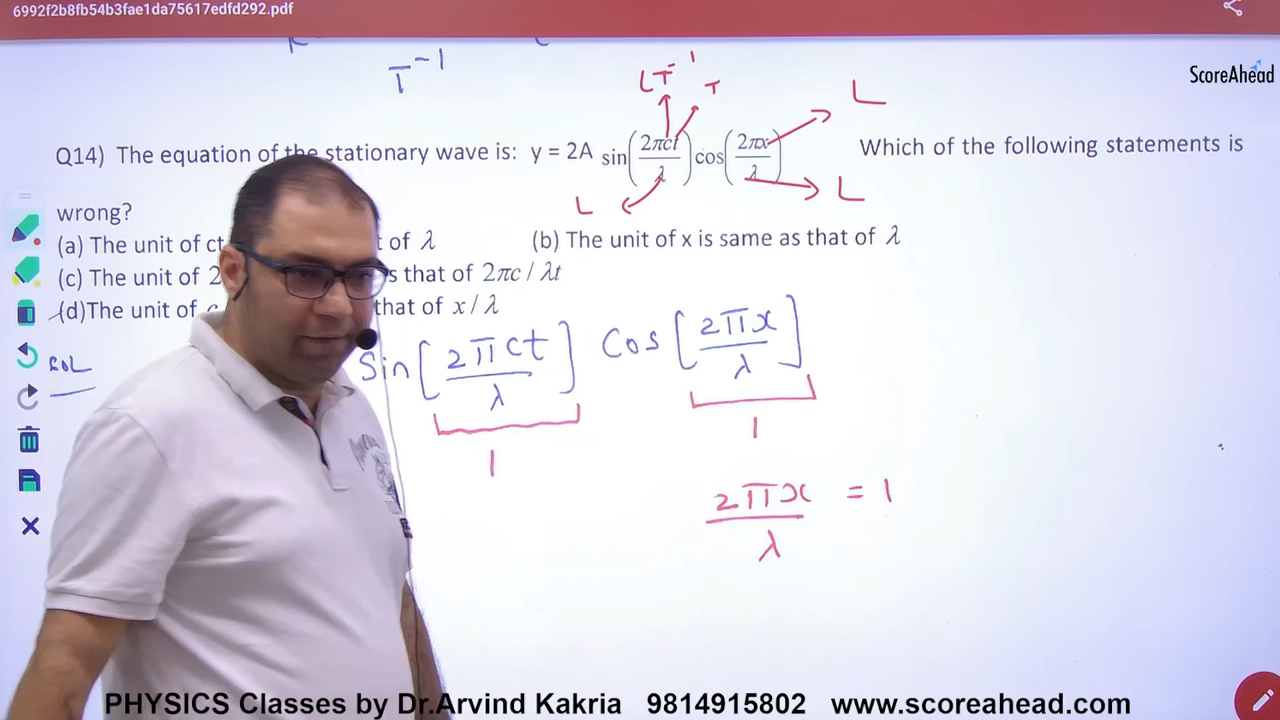 6992f2b8fb54b3fae1da75617edfd292.pdf
T⁻¹
ScoreAhead
LT⁻¹ T L
Q14) The equation of the stationary wave is: y = 2A sin(2πct/λ) cos(2πx/λ) Which of the following statements is
L L
wrong?
(a) The unit of ct t of λ (b) The unit of x is same as that of λ
(c) The unit of 2 s that of 2πc / λt
(d)The unit of that of x / λ
SOL Sin [2πct/λ] Cos [2πx/λ]
1 1
2πx/λ = 1
PHYSICS Classes by Dr.Arvind Kakria 9814915802 www.scoreahead.com